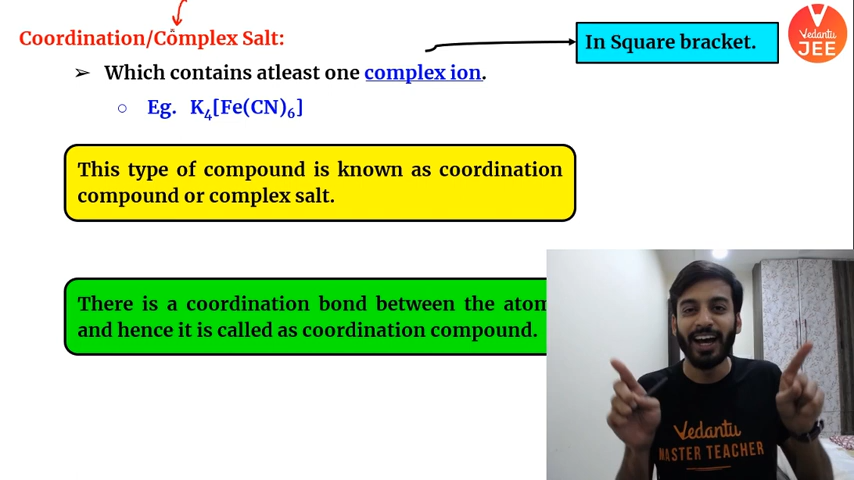 Coordination/Complex Salt:
In Square bracket.
Vedantu
JEE
➢ Which contains atleast one complex ion.
○ Eg. K₄[Fe(CN)₆]
This type of compound is known as coordination
compound or complex salt.
There is a coordination bond between the atom
and hence it is called as coordination compound.
Vedantu
MASTER TEACHER